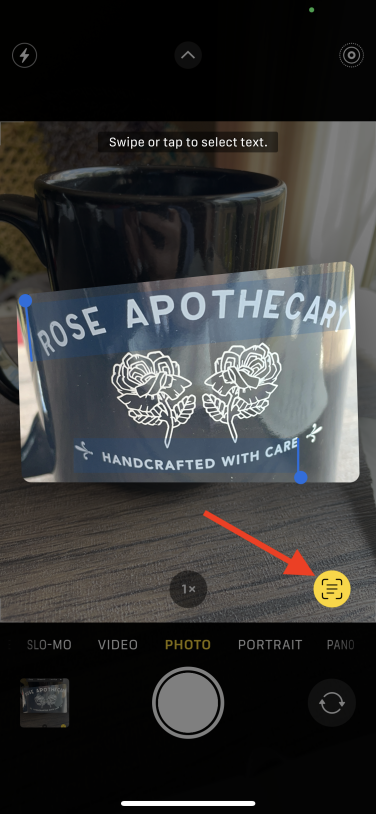 Swipe or tap to select text.
ROSE APOTHECARY
HANDCRAFTED WITH CARE
1×
SLO-MO VIDEO PHOTO PORTRAIT PANO